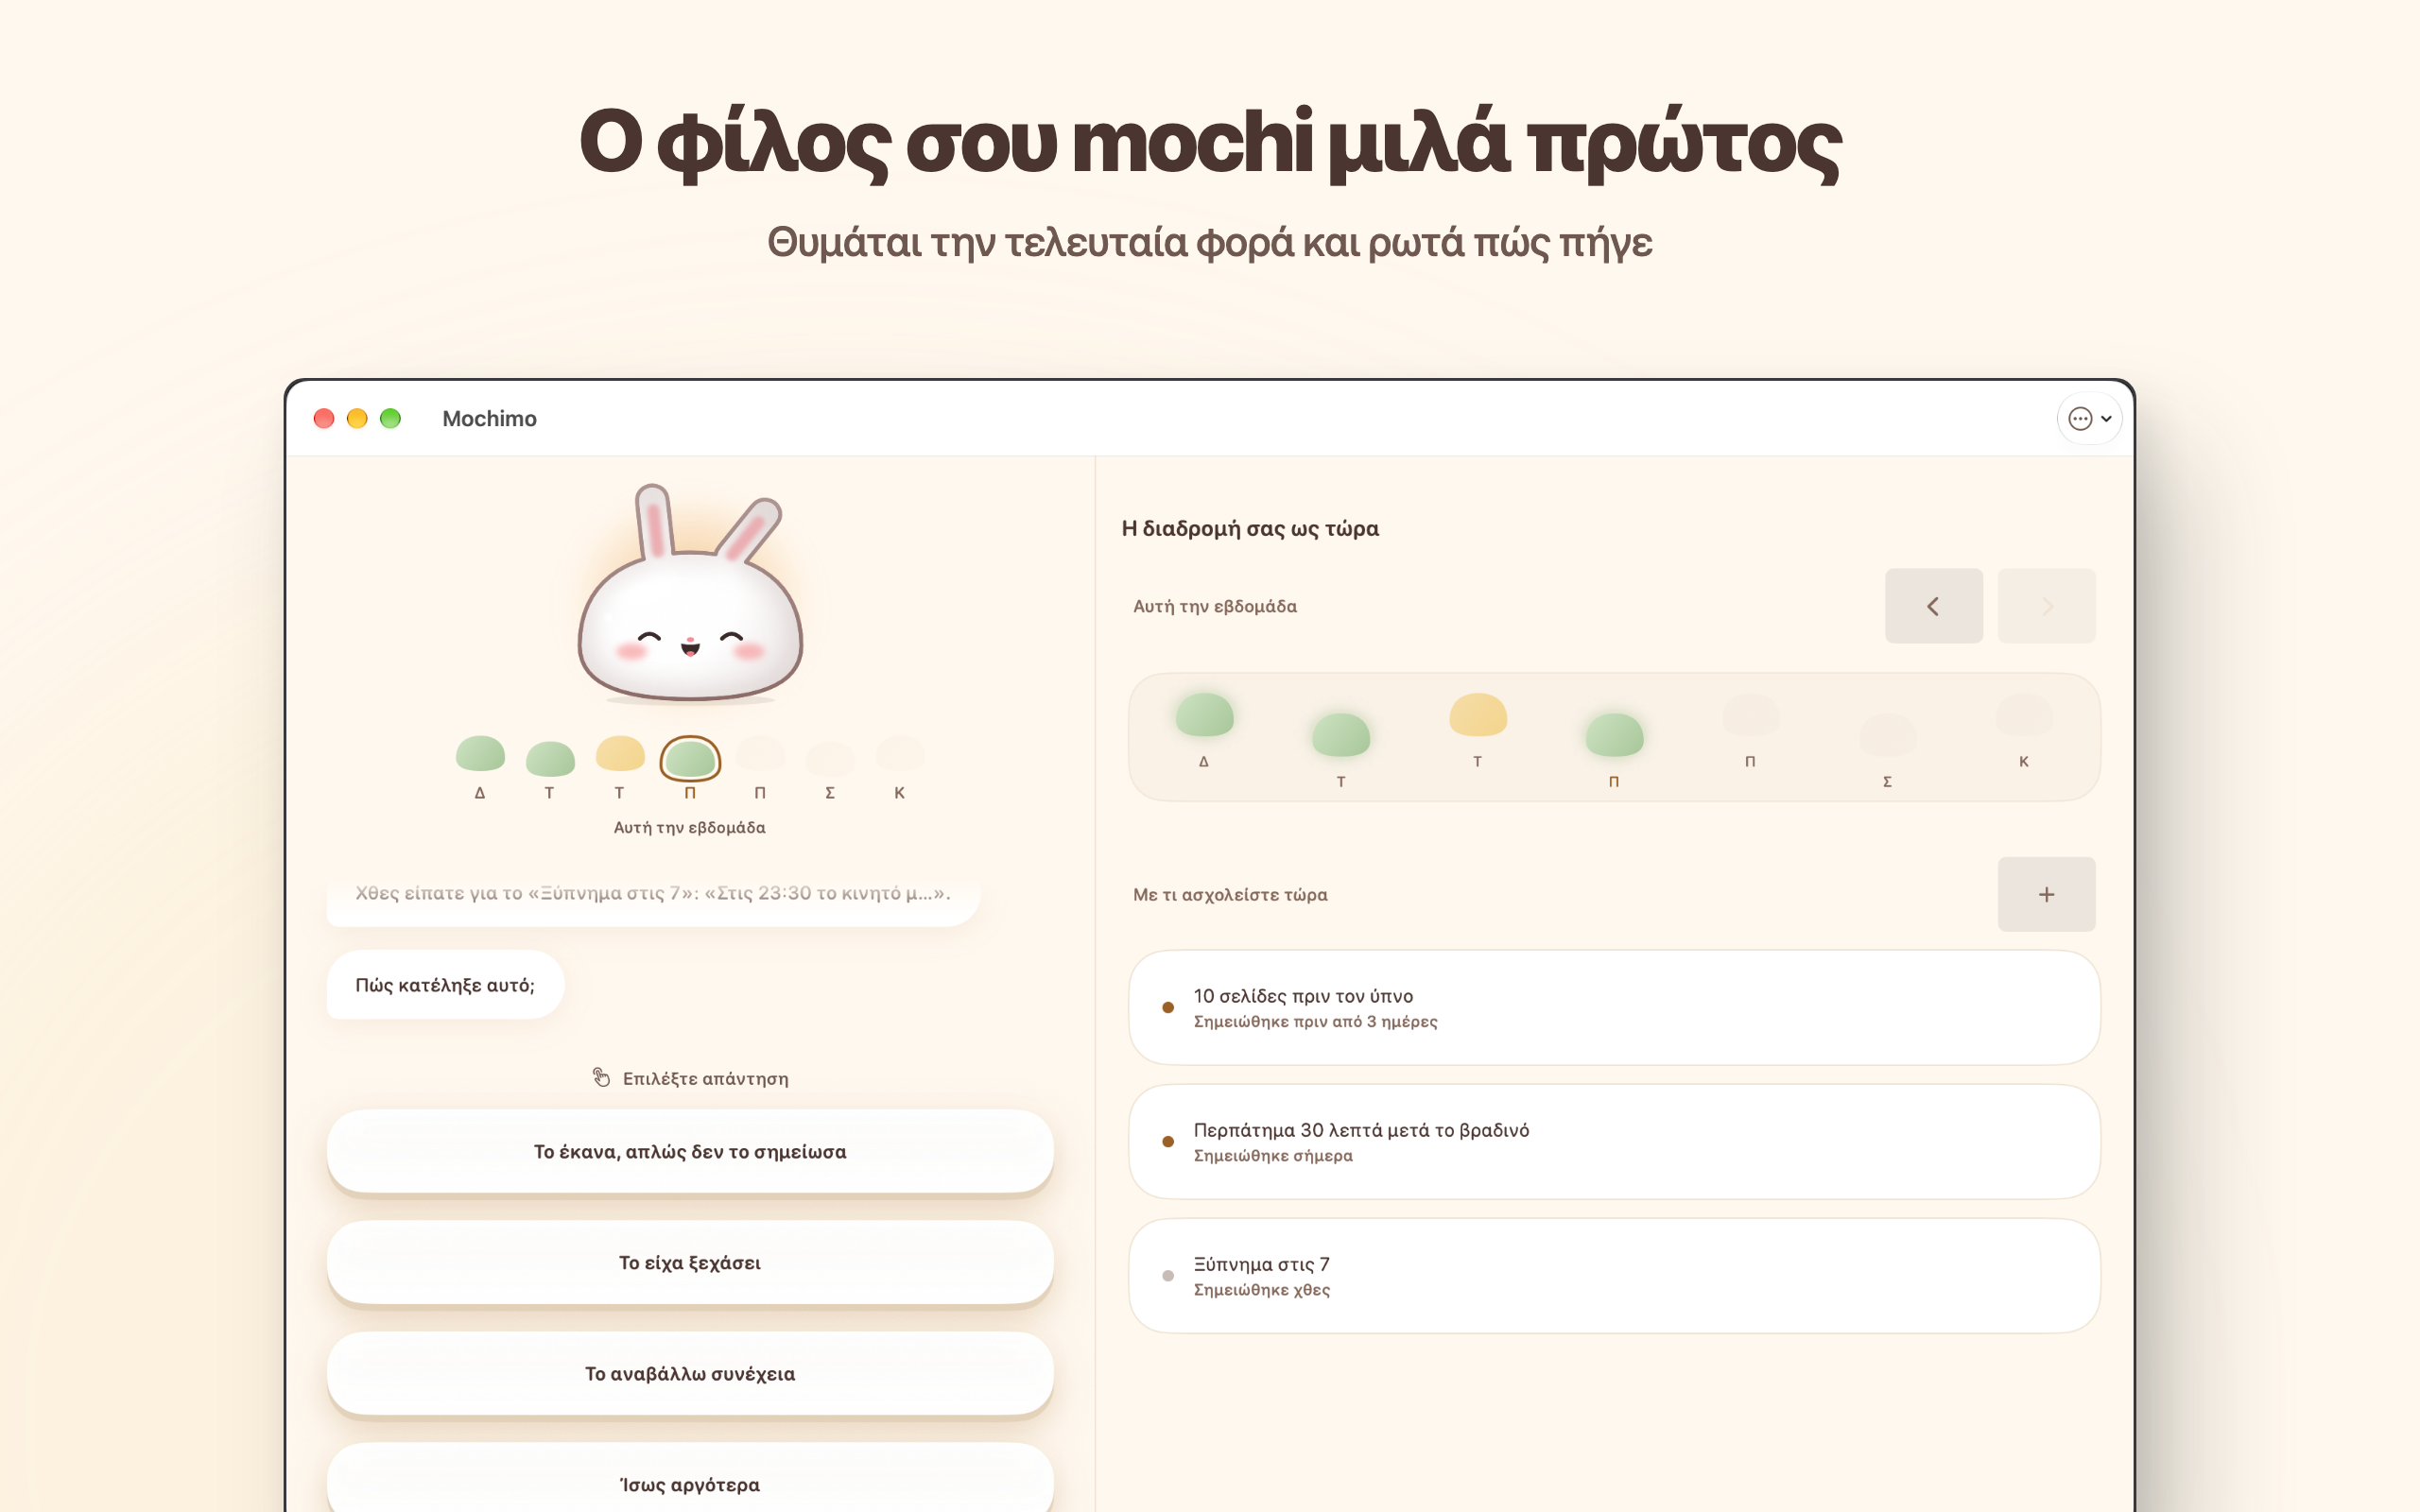 Ο φίλος σου mochi μιλά πρώτος
Θυμάται την τελευταία φορά και ρωτά πώς πήγε
Mochimo
Δ Τ Τ Π Π Σ Κ
Αυτή την εβδομάδα
Χθες είπατε για το «Ξύπνημα στις 7»: «Στις 23:30 το κινητό μ...».
Πώς κατέληξε αυτό;
Επιλέξτε απάντηση
Το έκανα, απλώς δεν το σημείωσα
Το είχα ξεχάσει
Το αναβάλλω συνέχεια
Ίσως αργότερα
Η διαδρομή σας ως τώρα
Αυτή την εβδομάδα
Δ Τ Τ Π Π Σ Κ
Με τι ασχολείστε τώρα
+
10 σελίδες πριν τον ύπνο
Σημειώθηκε πριν από 3 ημέρες
Περπάτημα 30 λεπτά μετά το βραδινό
Σημειώθηκε σήμερα
Ξύπνημα στις 7
Σημειώθηκε χθες